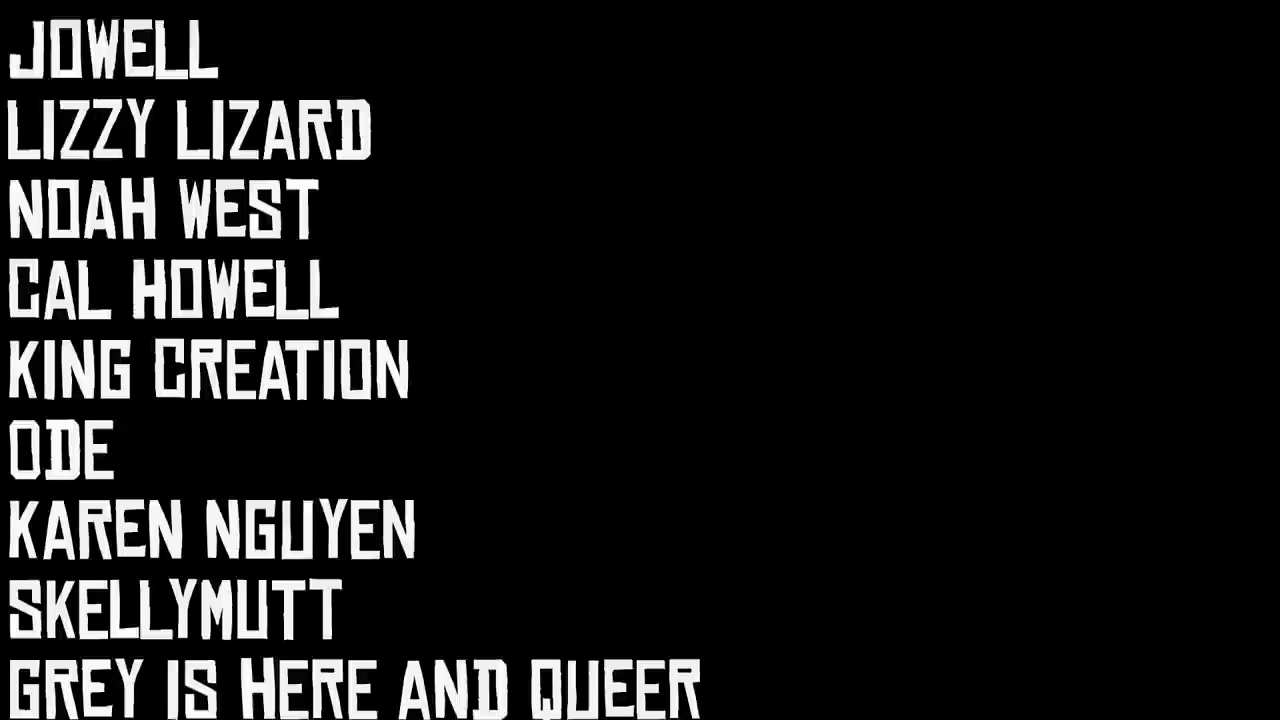 JOWELL
LIZZY LIZARD
NOAH WEST
CAL HOWELL
KING CREATION
ODE
KAREN NGUYEN
SKELLYMUTT
GREY IS HERE AND QUEER